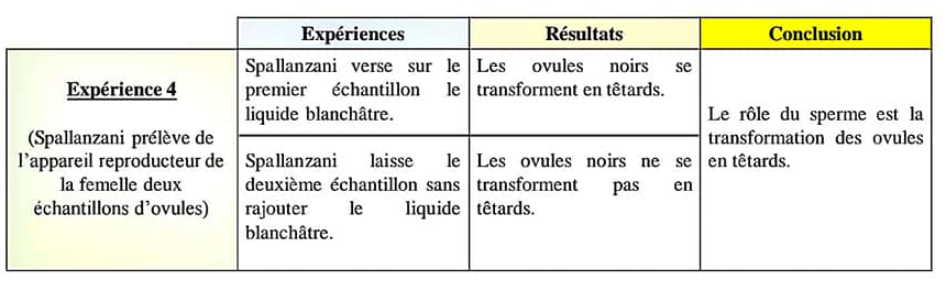 Expériences
Résultats
Conclusion
Expérience 4
(Spallanzani prélève de
l'appareil reproducteur de
la femelle deux
échantillons d'ovules)
Spallanzani verse sur le
premier échantillon le
liquide blanchâtre.
Les ovules noirs se
transforment en têtards.
Spallanzani laisse le
deuxième échantillon sans
rajouter le liquide
blanchâtre.
Les ovules noirs ne se
transforment pas en
têtards.
Le rôle du sperme est la
transformation des ovules
en têtards.